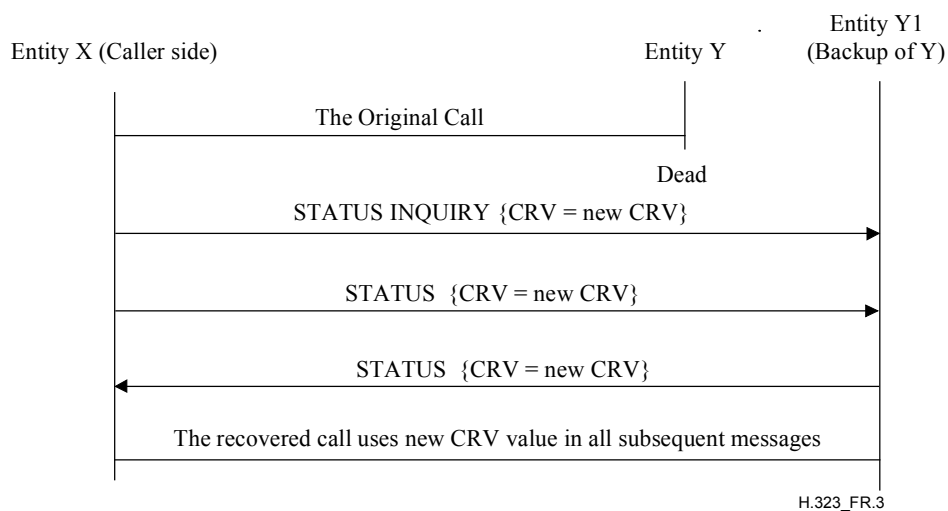 Entity X (Caller side)
Entity Y
Entity Y1
(Backup of Y)
The Original Call
Dead
STATUS INQUIRY {CRV = new CRV}
STATUS {CRV = new CRV}
STATUS {CRV = new CRV}
The recovered call uses new CRV value in all subsequent messages
H.323_FR.3